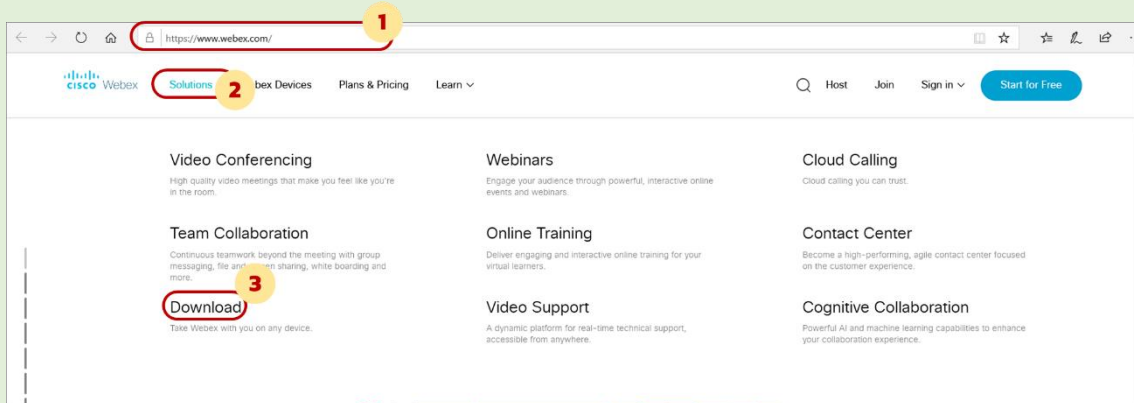 1
https://www.webex.com/
CISCO Webex Solutions 2 bex Devices Plans & Pricing Learn Host Join Sign in Start for Free
Video Conferencing Webinars Cloud Calling
High quality video meetings that make you feel like you're Engage your audience through powerful, interactive online Cloud calling you can trust.
in the room. events and webinars.
Team Collaboration Online Training Contact Center
Continuous teamwork beyond the meeting with group Deliver engaging and interactive online training for your Become a high-performing, agile contact center focused
messaging, file and sharing, white boarding and virtual learners. on the customer experience.
more.
3
Download Video Support Cognitive Collaboration
Take Webex with you on any device. A dynamic platform for real-time technical support, Powerful AI and machine learning capabilities to enhance
accessible from anywhere. your collaboration experience.